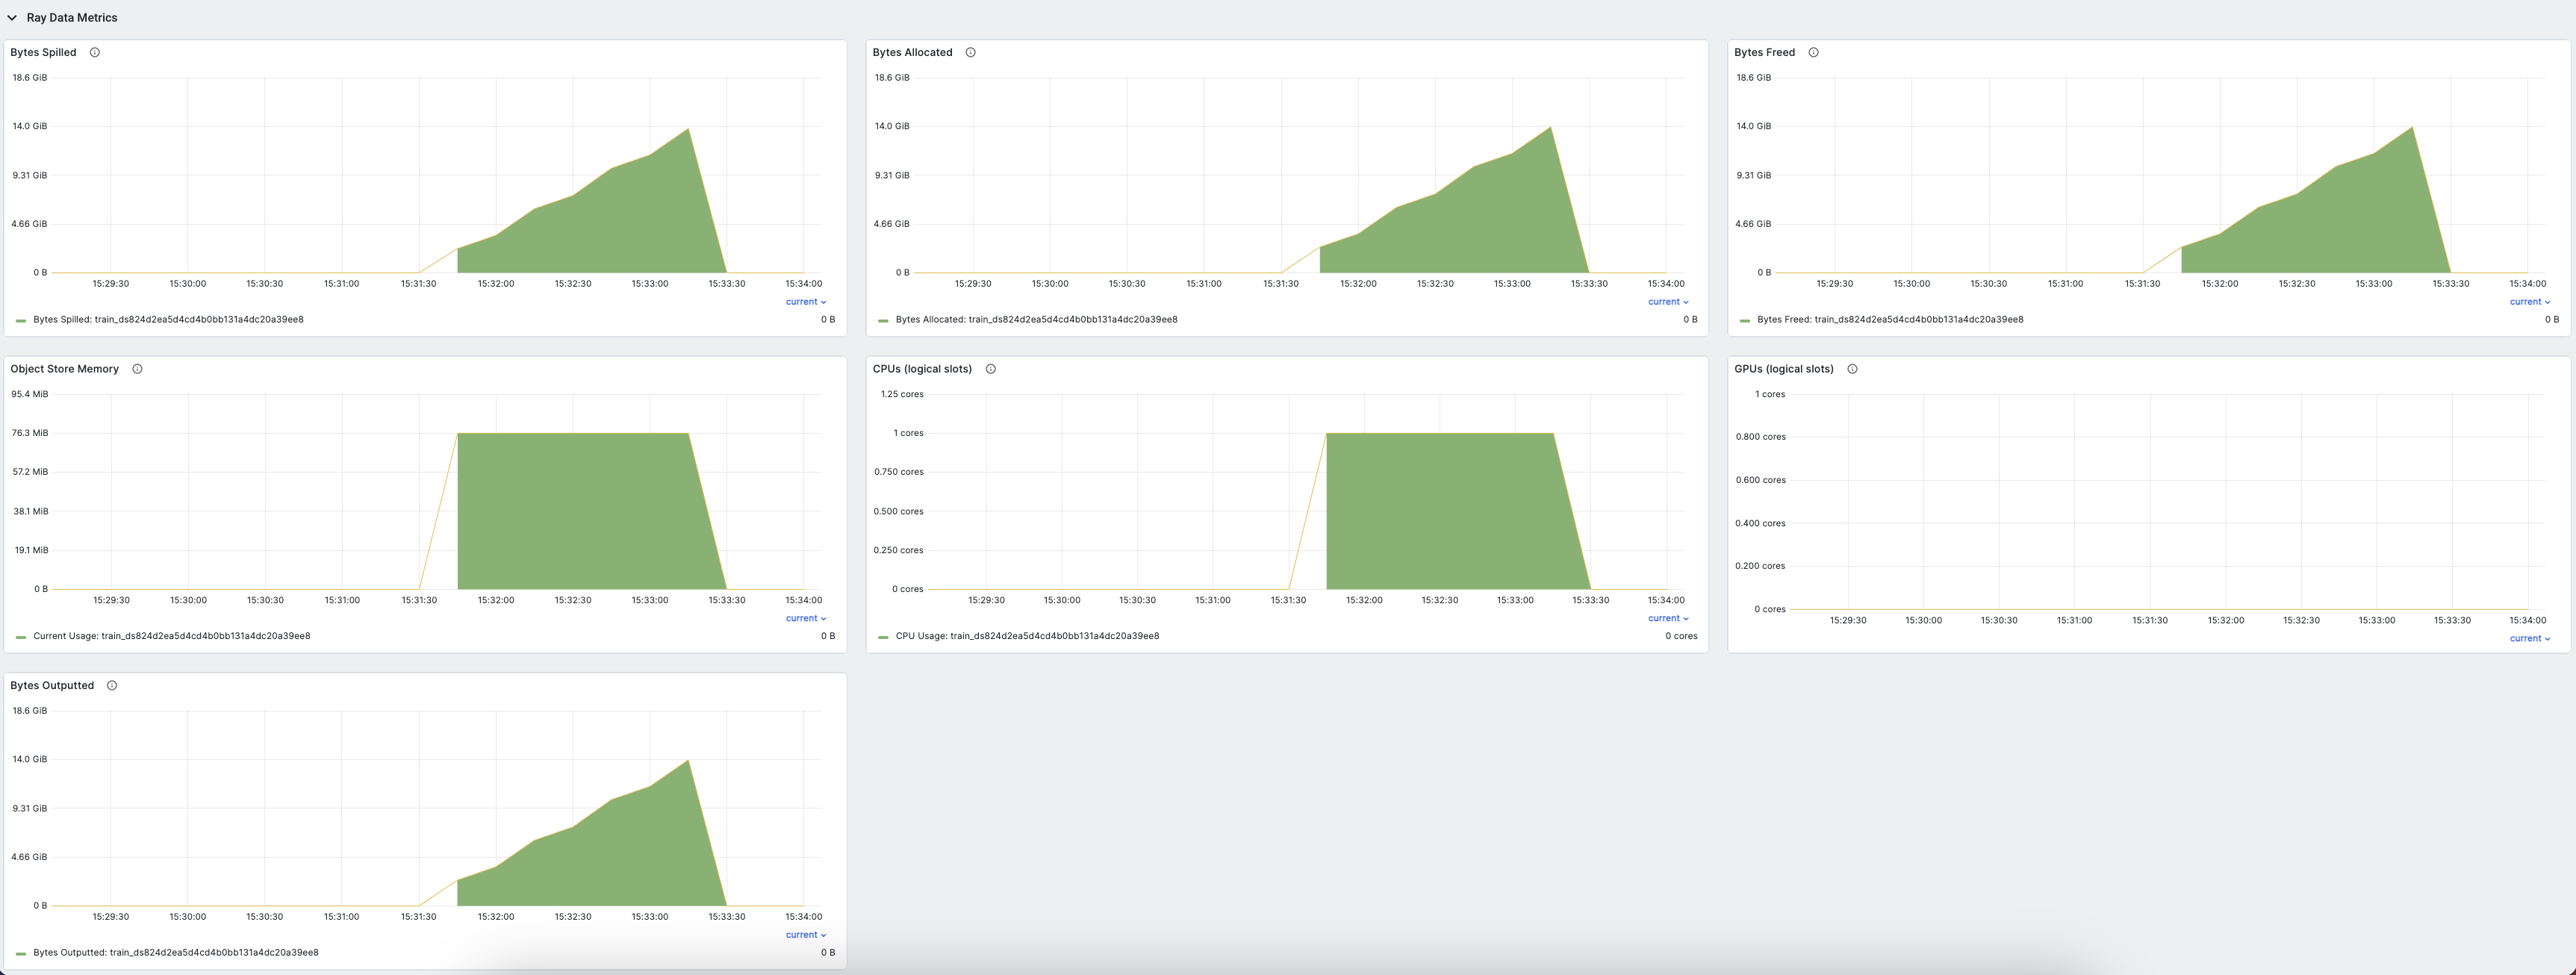 Ray Data Metrics
Bytes Spilled
18.6 GiB
14.0 GiB
9.31 GiB
4.66 GiB
0 B
15:29:30 15:30:00 15:30:30 15:31:00 15:31:30 15:32:00 15:32:30 15:33:00 15:33:30 15:34:00
current
Bytes Spilled: train_ds824d2ea5d4cd4b0bb131a4dc20a39ee8 0 B
Bytes Allocated
18.6 GiB
14.0 GiB
9.31 GiB
4.66 GiB
0 B
15:29:30 15:30:00 15:30:30 15:31:00 15:31:30 15:32:00 15:32:30 15:33:00 15:33:30 15:34:00
current
Bytes Allocated: train_ds824d2ea5d4cd4b0bb131a4dc20a39ee8 0 B
Bytes Freed
18.6 GiB
14.0 GiB
9.31 GiB
4.66 GiB
0 B
15:29:30 15:30:00 15:30:30 15:31:00 15:31:30 15:32:00 15:32:30 15:33:00 15:33:30 15:34:00
current
Bytes Freed: train_ds824d2ea5d4cd4b0bb131a4dc20a39ee8 0 B
Object Store Memory
95.4 MiB
76.3 MiB
57.2 MiB
38.1 MiB
19.1 MiB
0 B
15:29:30 15:30:00 15:30:30 15:31:00 15:31:30 15:32:00 15:32:30 15:33:00 15:33:30 15:34:00
current
Current Usage: train_ds824d2ea5d4cd4b0bb131a4dc20a39ee8 0 B
CPUs (logical slots)
1.25 cores
1 cores
0.750 cores
0.500 cores
0.250 cores
0 cores
15:29:30 15:30:00 15:30:30 15:31:00 15:31:30 15:32:00 15:32:30 15:33:00 15:33:30 15:34:00
current
CPU Usage: train_ds824d2ea5d4cd4b0bb131a4dc20a39ee8 0 cores
GPUs (logical slots)
1 cores
0.800 cores
0.600 cores
0.400 cores
0.200 cores
0 cores
15:29:30 15:30:00 15:30:30 15:31:00 15:31:30 15:32:00 15:32:30 15:33:00 15:33:30 15:34:00
current
Bytes Outputted
18.6 GiB
14.0 GiB
9.31 GiB
4.66 GiB
0 B
15:29:30 15:30:00 15:30:30 15:31:00 15:31:30 15:32:00 15:32:30 15:33:00 15:33:30 15:34:00
current
Bytes Outputted: train_ds824d2ea5d4cd4b0bb131a4dc20a39ee8 0 B